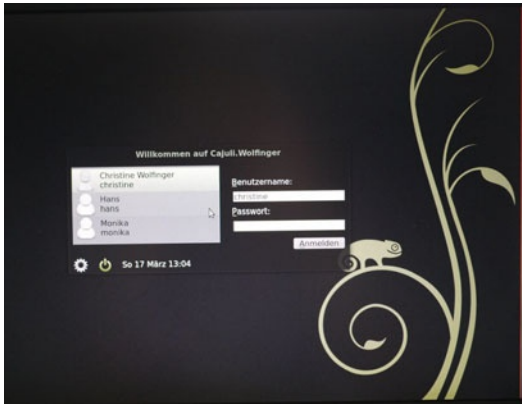 Willkommen auf Cajuli.Wolfinger
Christine Wolfinger
christine
Hans
hans
Monika
monika
Benutzername:
christine
Passwort:
Anmelden
So 17 März 13:04